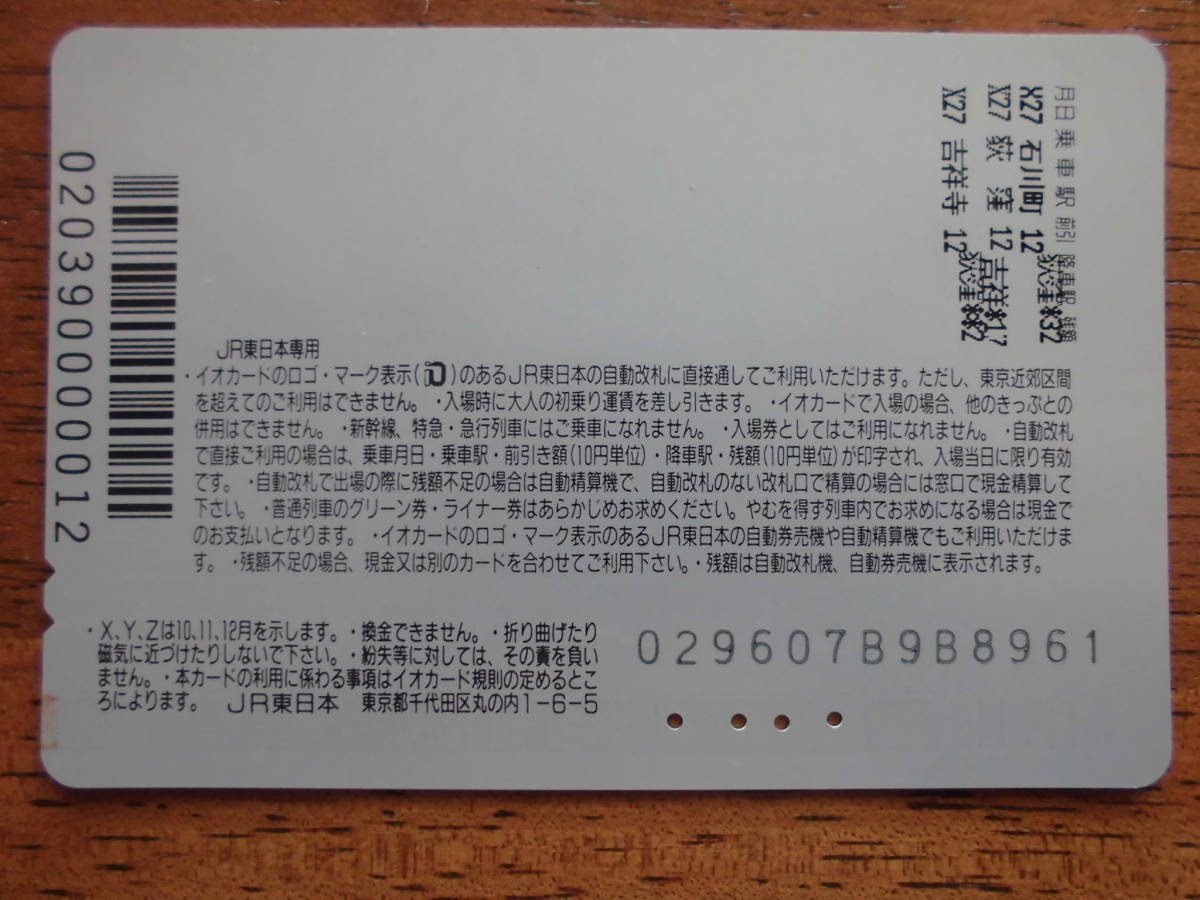 月日 乗車駅 前引 降車駅 残額
X27 石川町 12 荻窪*32
X27 荻窪 12 吉祥*17
X27 吉祥寺 12 荻窪**2
0203900000012
JR東日本専用
・イオカードのロゴ・マーク表示(iO)のあるJR東日本の自動改札に直接通してご利用いただけます。ただし、東京近郊区間
を超えてのご利用はできません。・入場時に大人の初乗り運賃を差し引きます。・イオカードで入場の場合、他のきっぷとの
併用はできません。・新幹線、特急・急行列車にはご乗車になれません。・入場券としてはご利用になれません。・自動改札
で直接ご利用の場合は、乗車月日・乗車駅・前引き額(10円単位)・降車駅・残額(10円単位)が印字され、入場当日に限り有効
です。・自動改札で出場の際に残額不足の場合は自動精算機で、自動改札のない改札口で精算の場合には窓口で現金精算して
下さい。・普通列車のグリーン券・ライナー券はあらかじめお求めください。やむを得ず列車内でお求めになる場合は現金で
のお支払いとなります。・イオカードのロゴ・マーク表示のあるJR東日本の自動券売機や自動精算機でもご利用いただけま
す。・残額不足の場合、現金又は別のカードを合わせてご利用下さい。・残額は自動改札機、自動券売機に表示されます。
・X、Y、Zは10、11、12月を示します。・換金できません。・折り曲げたり
磁気に近づけたりしないで下さい。・紛失等に対しては、その責を負い
ません。・本カードの利用に係わる事項はイオカード規則の定めるとこ
ろによります。 JR東日本 東京都千代田区丸の内1-6-5
029607B9B8961